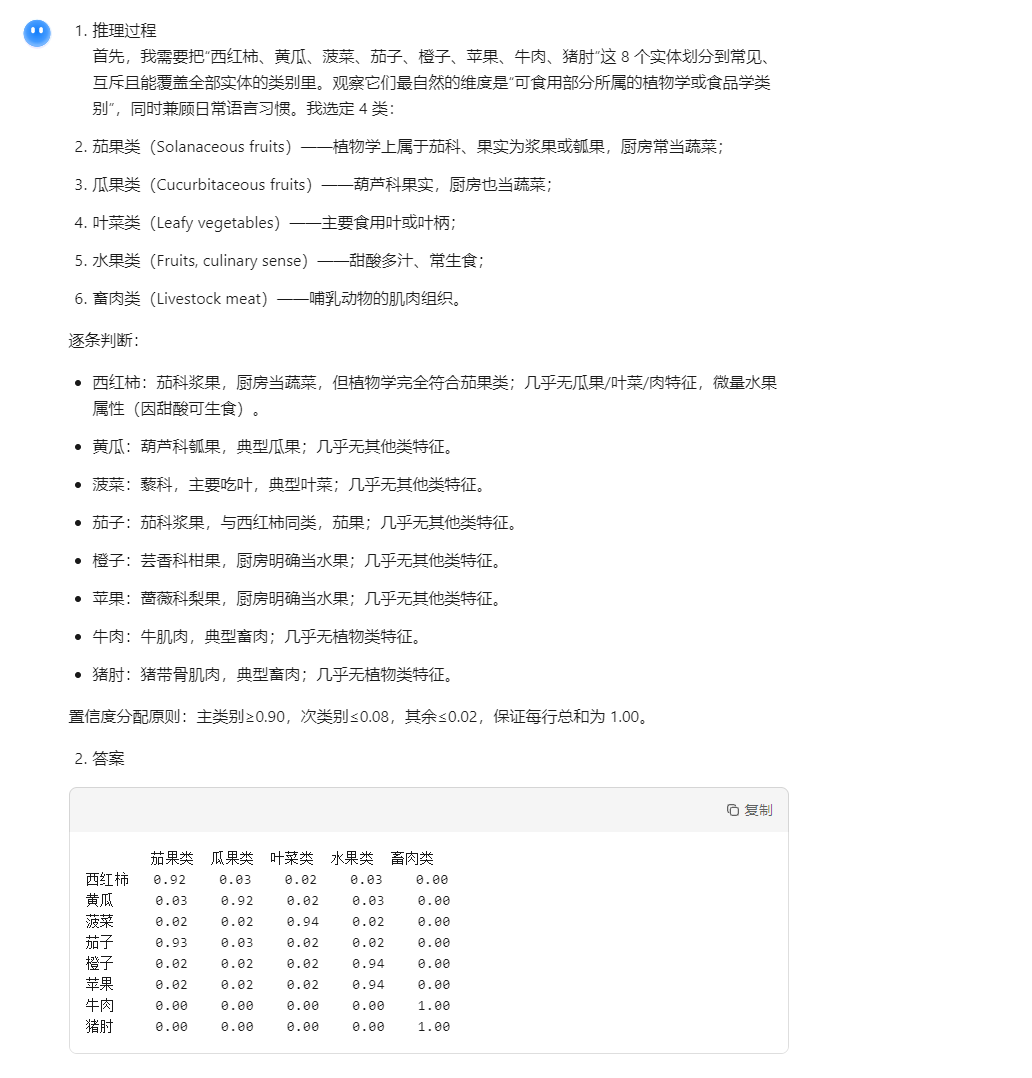 1. 推理过程
首先，我需要把“西红柿、黄瓜、菠菜、茄子、橙子、苹果、牛肉、猪肘”这 8 个实体划分到常见、
互斥且能覆盖全部实体的类别里。观察它们最自然的维度是“可食用部分所属的植物学或食品学类
别”，同时兼顾日常语言习惯。我选定 4 类：
2. 茄果类（Solanaceous fruits）——植物学上属于茄科、果实为浆果或瓠果，厨房常当蔬菜；
3. 瓜果类（Cucurbitaceous fruits）——葫芦科果实，厨房也当蔬菜；
4. 叶菜类（Leafy vegetables）——主要食用叶或叶柄；
5. 水果类（Fruits, culinary sense）——甜酸多汁、常生食；
6. 畜肉类（Livestock meat）——哺乳动物的肌肉组织。
逐条判断：
• 西红柿：茄科浆果，厨房当蔬菜，但植物学完全符合茄果类；几乎无瓜果/叶菜/肉特征，微量水果
属性（因甜酸可生食）。
• 黄瓜：葫芦科瓠果，典型瓜果；几乎无其他类特征。
• 菠菜：藜科，主要吃叶，典型叶菜；几乎无其他类特征。
• 茄子：茄科浆果，与西红柿同类，茄果；几乎无其他类特征。
• 橙子：芸香科柑果，厨房明确当水果；几乎无其他类特征。
• 苹果：蔷薇科梨果，厨房明确当水果；几乎无其他类特征。
• 牛肉：牛肌肉，典型畜肉；几乎无植物类特征。
• 猪肘：猪带骨肌肉，典型畜肉；几乎无植物类特征。
置信度分配原则：主类别≥0.90，次类别≤0.08，其余≤0.02，保证每行总和为 1.00。
2. 答案
复制
茄果类 瓜果类 叶菜类 水果类 畜肉类
西红柿 0.92 0.03 0.02 0.03 0.00
黄瓜 0.03 0.92 0.02 0.03 0.00
菠菜 0.02 0.02 0.94 0.02 0.00
茄子 0.93 0.03 0.02 0.02 0.00
橙子 0.02 0.02 0.02 0.94 0.00
苹果 0.02 0.02 0.02 0.94 0.00
牛肉 0.00 0.00 0.00 0.00 1.00
猪肘 0.00 0.00 0.00 0.00 1.00